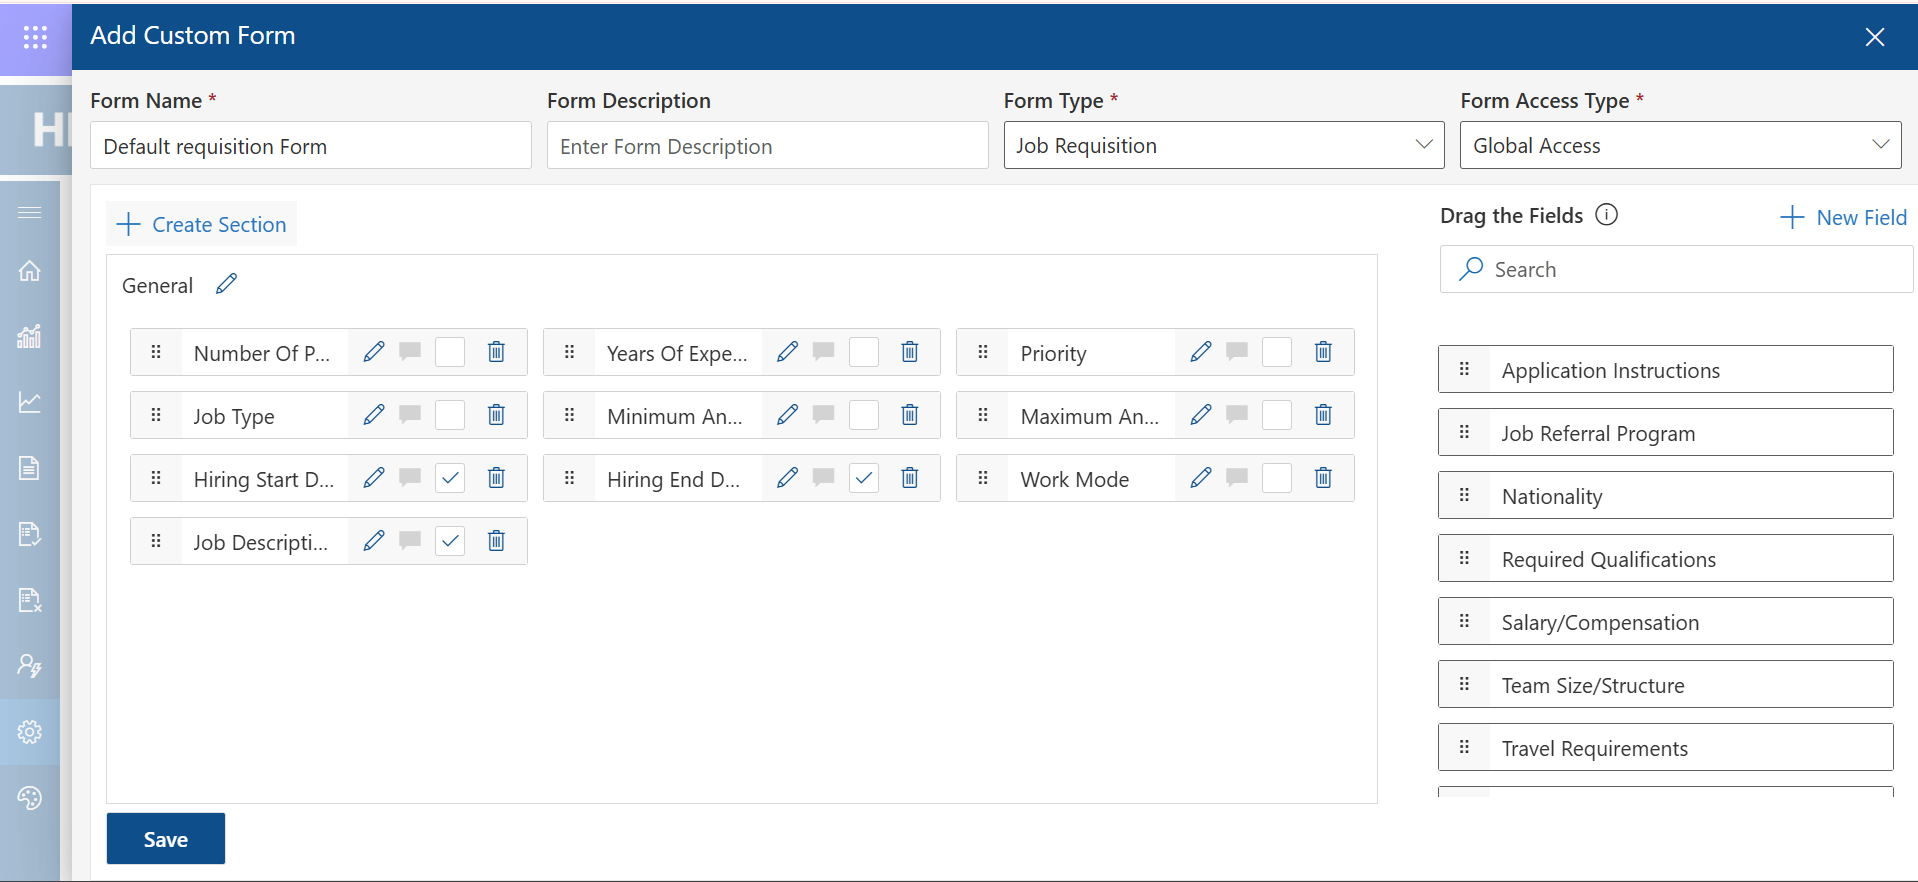 Add Custom Form
Form Name *
Form Description
Form Type *
Form Access Type *
Default requisition Form
Enter Form Description
Job Requisition
Global Access
Create Section
Drag the Fields
New Field
Search
General
Number Of P...
Years Of Expe...
Priority
Job Type
Minimum An...
Maximum An...
Hiring Start D...
Hiring End D...
Work Mode
Job Descripti...
Application Instructions
Job Referral Program
Nationality
Required Qualifications
Salary/Compensation
Team Size/Structure
Travel Requirements
Save